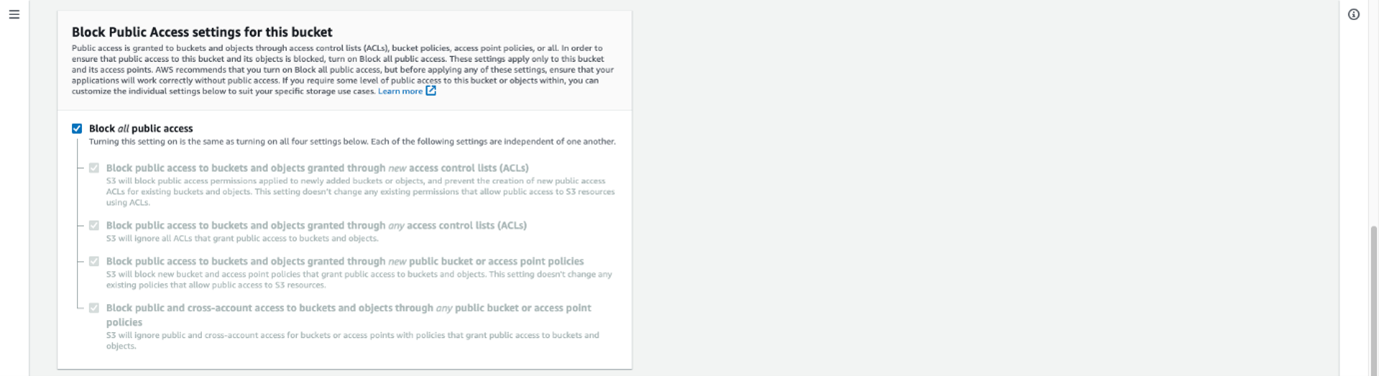 Block Public Access settings for this bucket
Public access is granted to buckets and objects through access control lists (ACLs), bucket policies, access point policies, or all. In order to
ensure that public access to this bucket and its objects is blocked, turn on Block all public access. These settings apply only to this bucket
and its access points. AWS recommends that you turn on Block all public access, but before applying any of these settings, ensure that your
applications will work correctly without public access. If you require some level of public access to this bucket or objects within, you can
customize the individual settings below to suit your specific storage use cases. Learn more
Block all public access
Turning this setting on is the same as turning on all four settings below. Each of the following settings are independent of one another.
Block public access to buckets and objects granted through new access control lists (ACLs)
S3 will block public access permissions applied to newly added buckets or objects, and prevent the creation of new public access
ACLs for existing buckets and objects. This setting doesn't change any existing permissions that allow public access to S3 resources
using ACLs.
Block public access to buckets and objects granted through any access control lists (ACLs)
S3 will ignore all ACLs that grant public access to buckets and objects.
Block public access to buckets and objects granted through new public bucket or access point policies
S3 will block new bucket and access point policies that grant public access to buckets and objects. This setting doesn't change any
existing policies that allow public access to S3 resources.
Block public and cross-account access to buckets and objects through any public bucket or access point
policies
S3 will ignore public and cross-account access for buckets or access points with policies that grant public access to buckets and
objects.